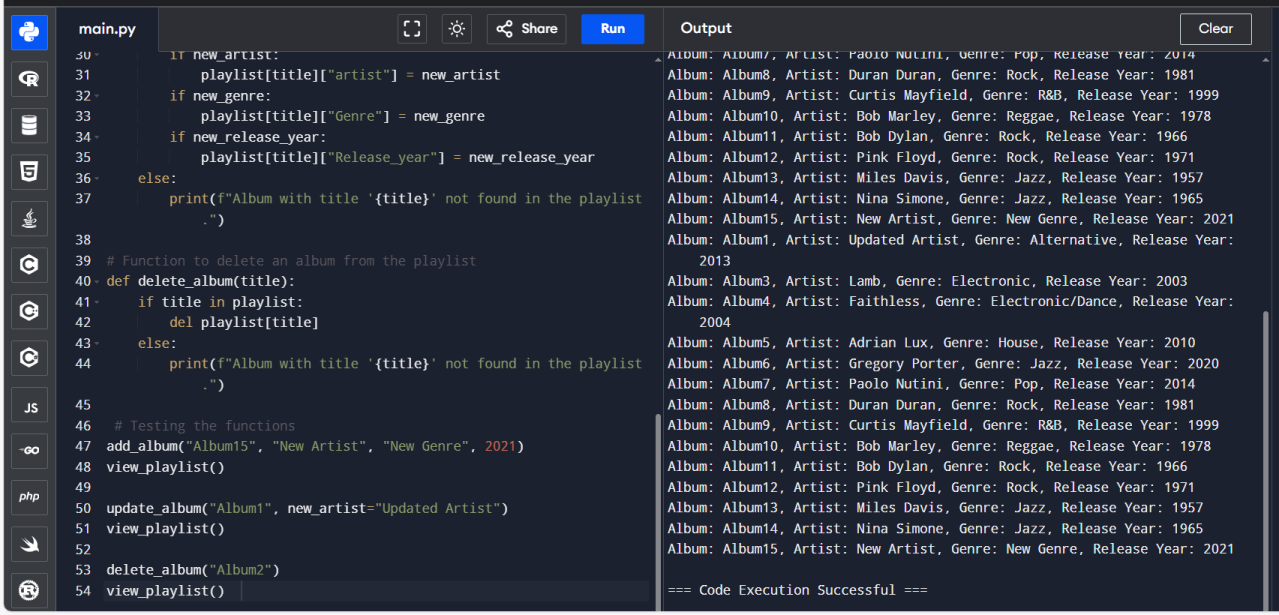 main.py
Share
Run
Output
Clear
30 if new_artist:
31 playlist[title]["artist"] = new_artist
32 if new_genre:
33 playlist[title]["Genre"] = new_genre
34 if new_release_year:
35 playlist[title]["Release_year"] = new_release_year
36 else:
37 print(f"Album with title '{title}' not found in the playlist
.")
38
39 # Function to delete an album from the playlist
40 def delete_album(title):
41 if title in playlist:
42 del playlist[title]
43 else:
44 print(f"Album with title '{title}' not found in the playlist
.")
45
46 # Testing the functions
47 add_album("Album15", "New Artist", "New Genre", 2021)
48 view_playlist()
49
50 update_album("Album1", new_artist="Updated Artist")
51 view_playlist()
52
53 delete_album("Album2")
54 view_playlist()
Album: Album7, Artist: Paolo Nutini, Genre: Pop, Release Year: 2014
Album: Album8, Artist: Duran Duran, Genre: Rock, Release Year: 1981
Album: Album9, Artist: Curtis Mayfield, Genre: R&B, Release Year: 1999
Album: Album10, Artist: Bob Marley, Genre: Reggae, Release Year: 1978
Album: Album11, Artist: Bob Dylan, Genre: Rock, Release Year: 1966
Album: Album12, Artist: Pink Floyd, Genre: Rock, Release Year: 1971
Album: Album13, Artist: Miles Davis, Genre: Jazz, Release Year: 1957
Album: Album14, Artist: Nina Simone, Genre: Jazz, Release Year: 1965
Album: Album15, Artist: New Artist, Genre: New Genre, Release Year: 2021
Album: Album1, Artist: Updated Artist, Genre: Alternative, Release Year:
2013
Album: Album3, Artist: Lamb, Genre: Electronic, Release Year: 2003
Album: Album4, Artist: Faithless, Genre: Electronic/Dance, Release Year:
2004
Album: Album5, Artist: Adrian Lux, Genre: House, Release Year: 2010
Album: Album6, Artist: Gregory Porter, Genre: Jazz, Release Year: 2020
Album: Album7, Artist: Paolo Nutini, Genre: Pop, Release Year: 2014
Album: Album8, Artist: Duran Duran, Genre: Rock, Release Year: 1981
Album: Album9, Artist: Curtis Mayfield, Genre: R&B, Release Year: 1999
Album: Album10, Artist: Bob Marley, Genre: Reggae, Release Year: 1978
Album: Album11, Artist: Bob Dylan, Genre: Rock, Release Year: 1966
Album: Album12, Artist: Pink Floyd, Genre: Rock, Release Year: 1971
Album: Album13, Artist: Miles Davis, Genre: Jazz, Release Year: 1957
Album: Album14, Artist: Nina Simone, Genre: Jazz, Release Year: 1965
Album: Album15, Artist: New Artist, Genre: New Genre, Release Year: 2021
=== Code Execution Successful ===
R
5
C
C
C
JS
GO
php
R